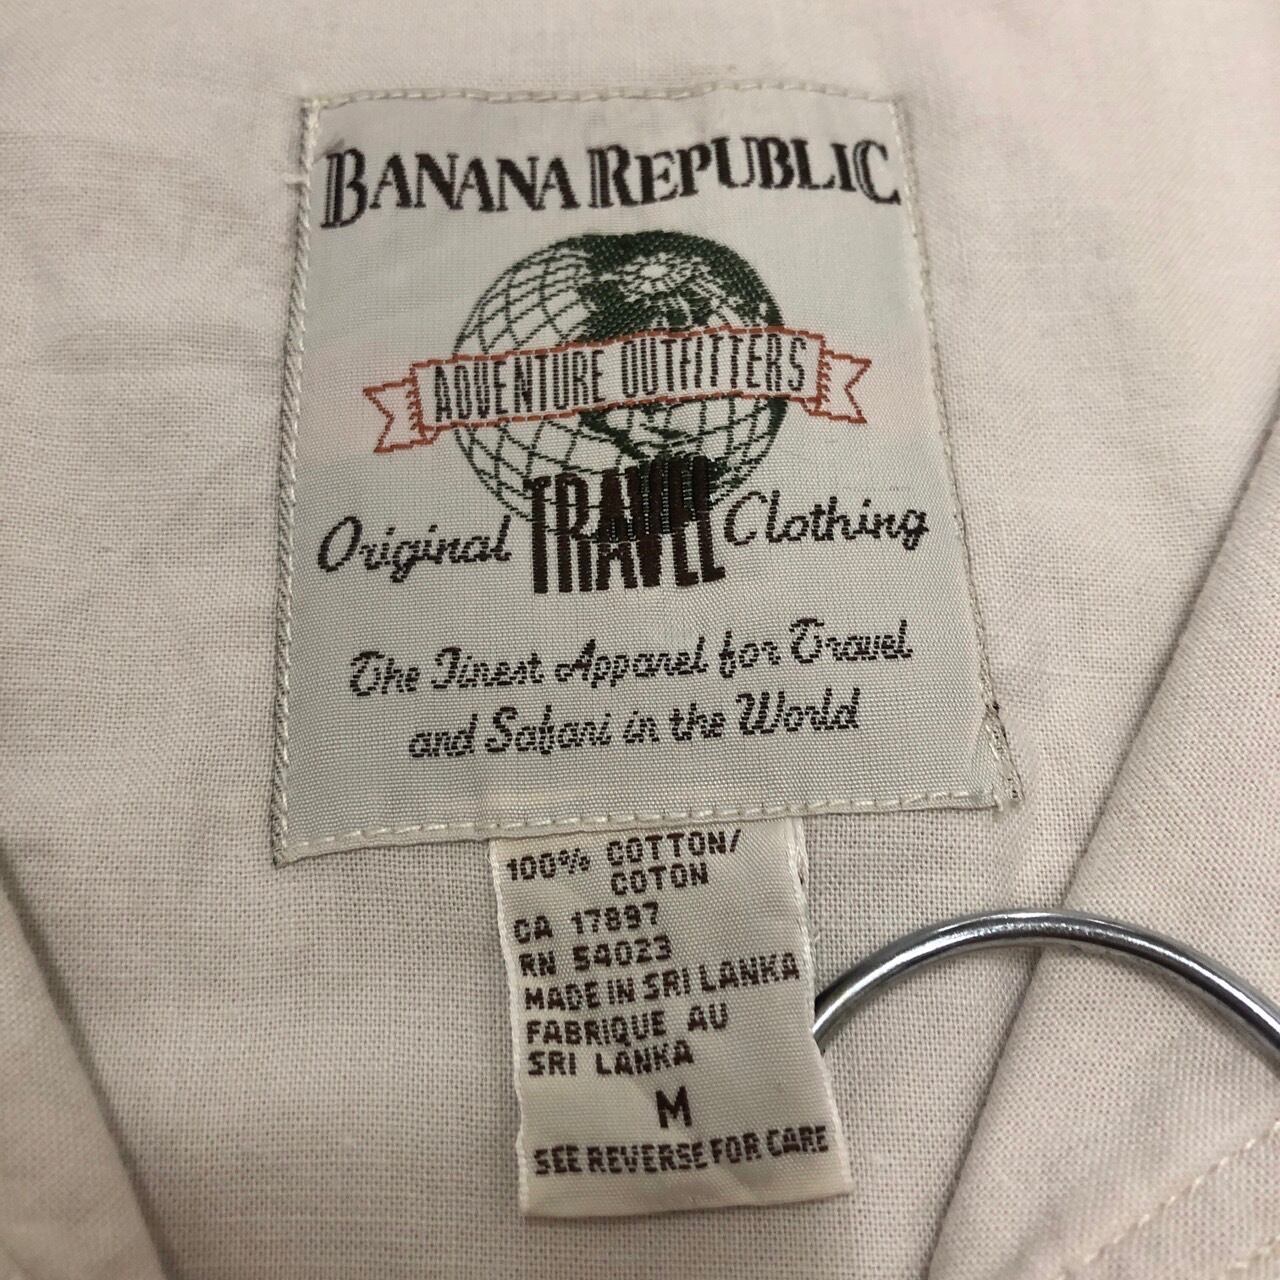 BANANA REPUBLIC
ADVENTURE OUTFITTERS
Original TRAVEL Clothing
The Finest Apparel for Travel
and Safari in the World
100% COTTON/
COTON
CA 17897
RN 54023
MADE IN SRI LANKA
FABRIQUE AU
SRI LANKA
M
SEE REVERSE FOR CARE